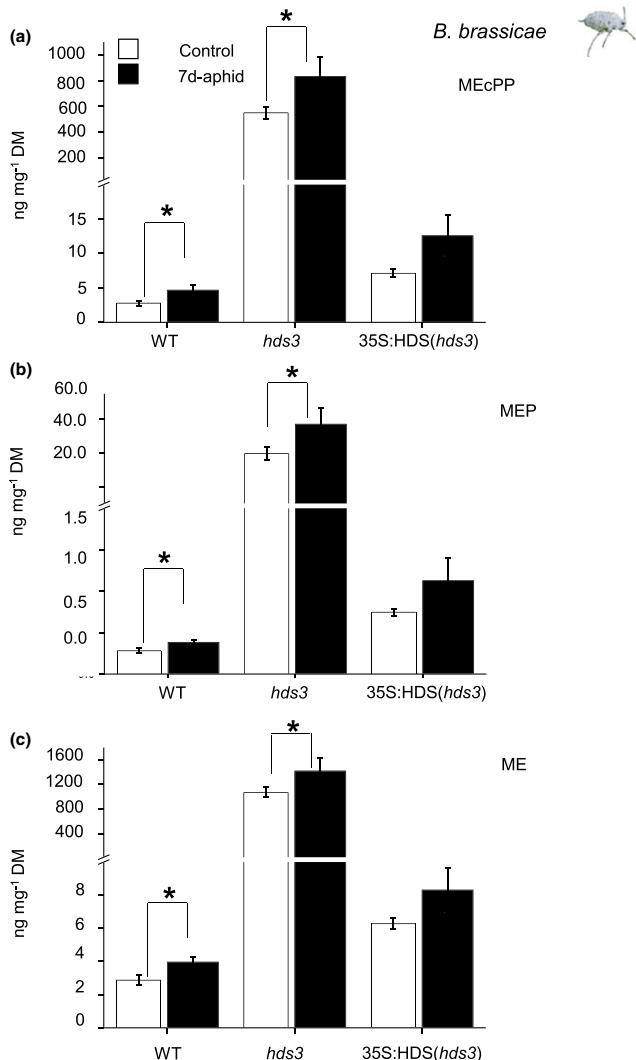 (a)
B. brassicae
Control
7d-aphid
*
*
MEcPP
1000
800
600
400
200
15
10
5
0
ng mg⁻¹ DM
WT
hds3
35S:HDS(hds3)
(b)
*
*
MEP
60.0
40.0
20.0
1.5
1.0
0.5
0.0
ng mg⁻¹ DM
WT
hds3
35S:HDS(hds3)
(c)
*
*
ME
1600
1200
800
400
8
6
4
2
0
ng mg⁻¹ DM
WT
hds3
35S:HDS(hds3)